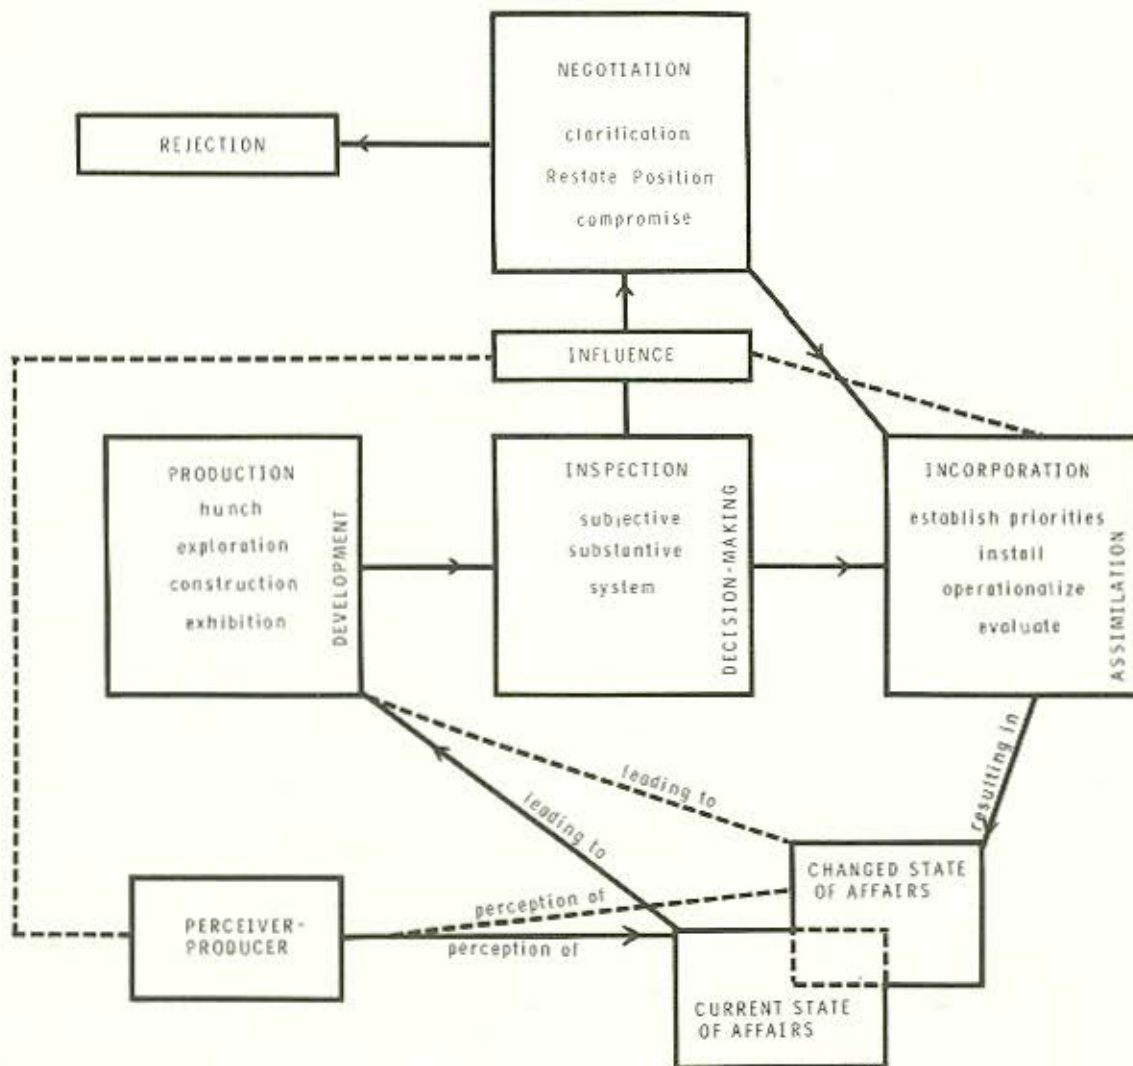 NEGOTIATION
clarification
Restate Position
compromise
REJECTION
INFLUENCE
PRODUCTION
hunch
exploration
construction
exhibition
DEVELOPMENT
INSPECTION
subjective
substantive
system
DECISION-MAKING
INCORPORATION
establish priorities
install
operationalize
evaluate
ASSIMILATION
leading to
leading to
resulting in
PERCEIVER-
PRODUCER
perception of
perception of
CHANGED STATE
OF AFFAIRS
CURRENT STATE
OF AFFAIRS